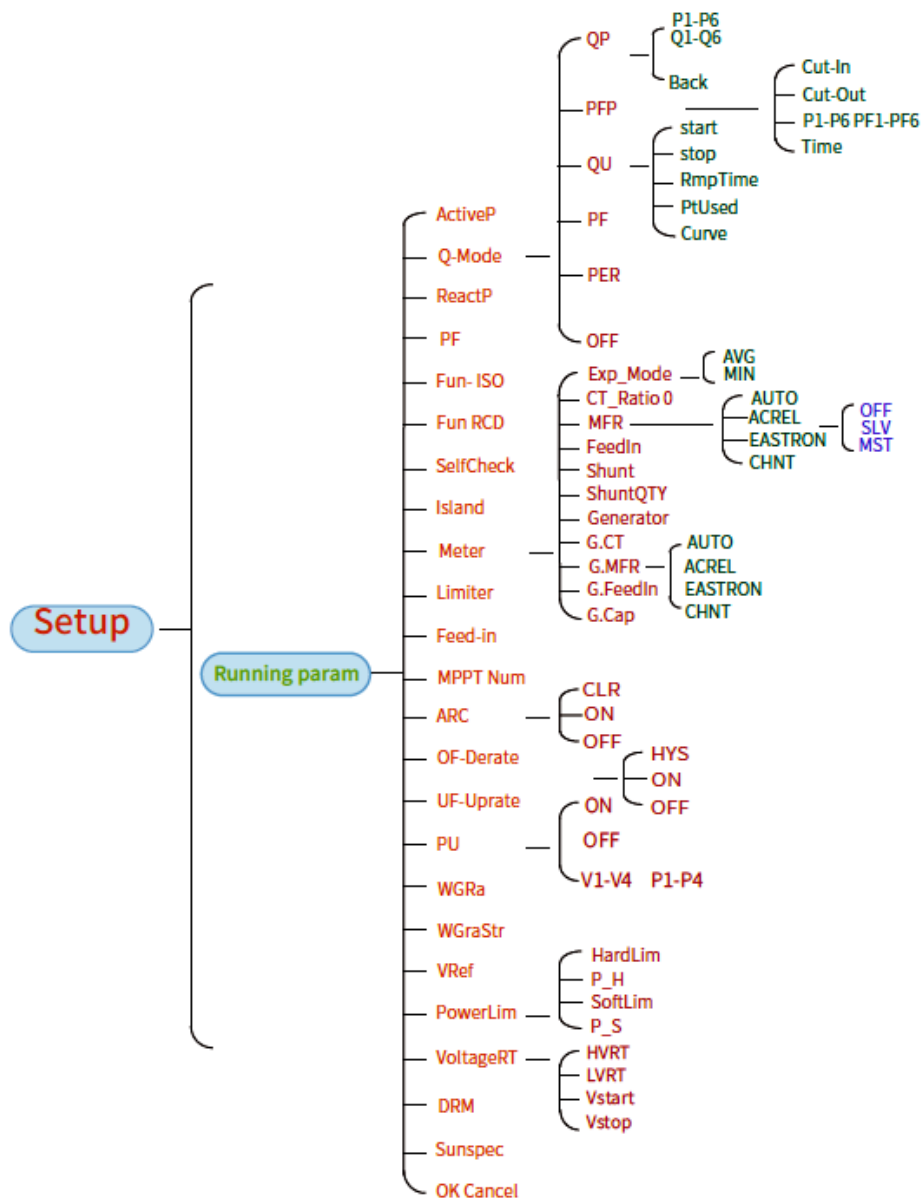 Setup
Running param
ActiveP
Q-Mode
ReactP
PF
Fun- ISO
Fun RCD
SelfCheck
Island
Meter
Limiter
Feed-in
MPPT Num
ARC
OF-Derate
UF-Uprate
PU
WGRa
WGraStr
VRef
PowerLim
VoltageRT
DRM
Sunspec
OK Cancel
QP
PFP
QU
PF
PER
OFF
P1-P6
Q1-Q6
Back
Cut-In
Cut-Out
P1-P6 PF1-PF6
Time
start
stop
RmpTime
PtUsed
Curve
Exp_Mode
CT_Ratio 0
MFR
FeedIn
Shunt
ShuntQTY
Generator
G.CT
G.MFR
G.FeedIn
G.Cap
AVG
MIN
AUTO
ACREL
EASTRON
CHNT
OFF
SLV
MST
AUTO
ACREL
EASTRON
CHNT
CLR
ON
OFF
HYS
ON
OFF
ON
OFF
V1-V4 P1-P4
HardLim
P_H
SoftLim
P_S
HVRT
LVRT
Vstart
Vstop